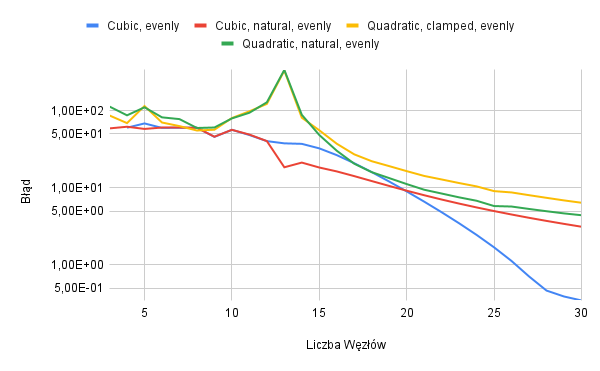 Cubic, evenly Cubic, natural, evenly Quadratic, clamped, evenly
Quadratic, natural, evenly
1,00E+02
5,00E+01
1,00E+01
5,00E+00
1,00E+00
5,00E-01
Błąd
5 10 15 20 25 30
Liczba Węzłów